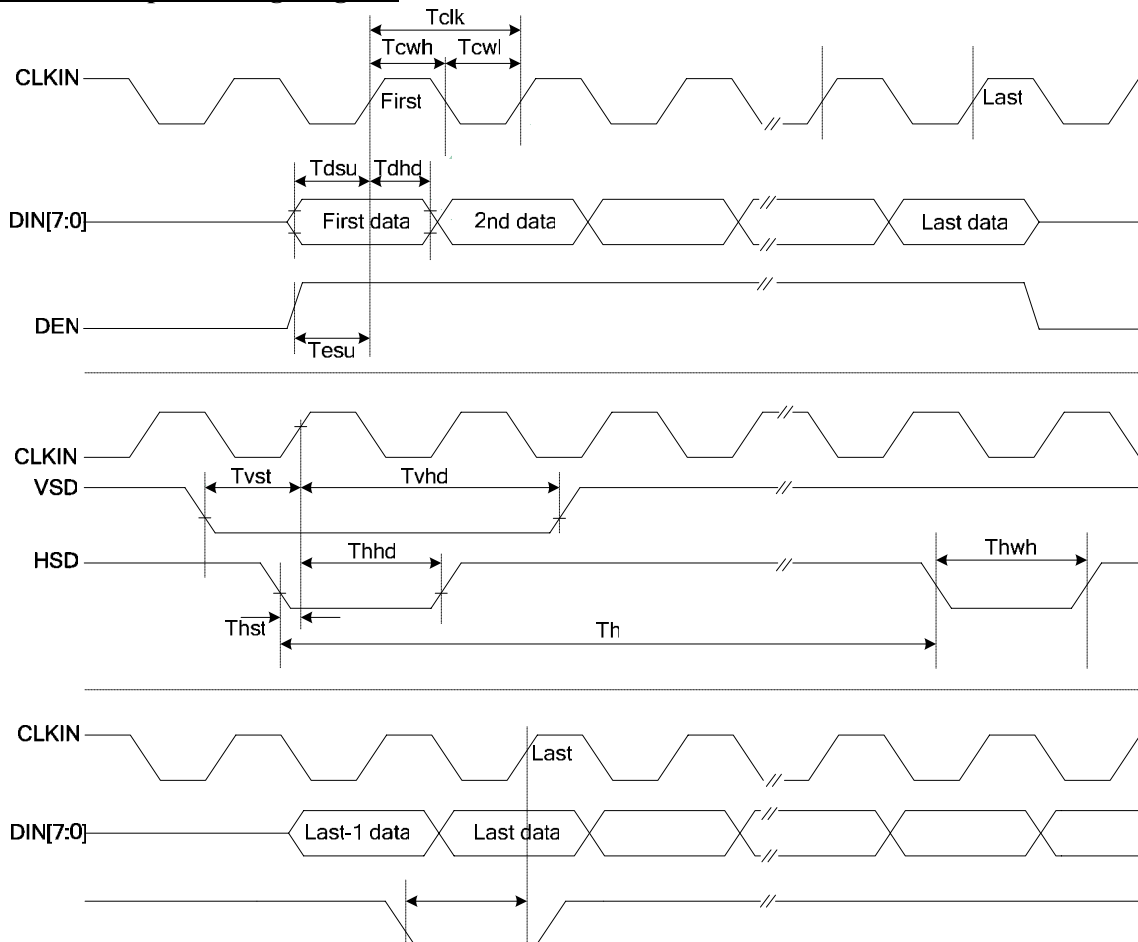 Tclk
Tcwh Tcwl
CLKIN
First
Last
Tdsu Tdhd
DIN[7:0]
First data
2nd data
Last data
DEN
Tesu
CLKIN
VSD
Tvst
Tvhd
HSD
Thhd
Thwh
Thst
Th
CLKIN
Last
DIN[7:0]
Last-1 data
Last data